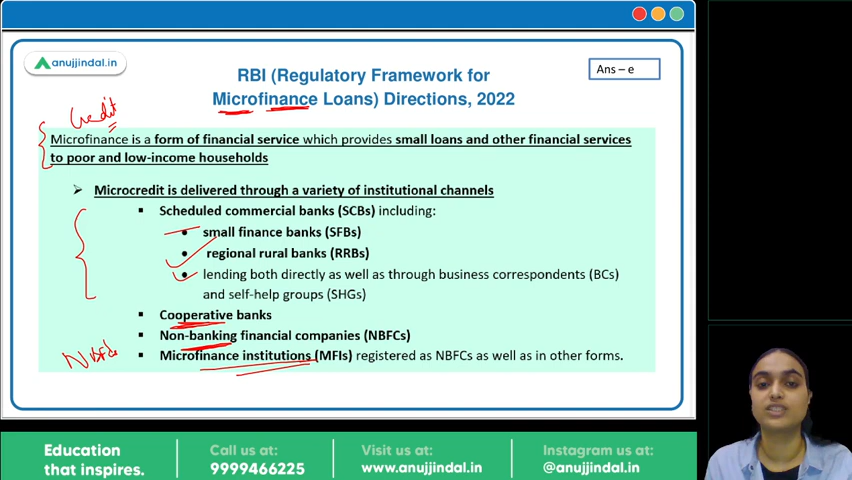 anujjindal.in
RBI (Regulatory Framework for
Microfinance Loans) Directions, 2022
Ans – e
Credit
Microfinance is a form of financial service which provides small loans and other financial services
to poor and low-income households
Microcredit is delivered through a variety of institutional channels
Scheduled commercial banks (SCBs) including:
small finance banks (SFBs)
regional rural banks (RRBs)
lending both directly as well as through business correspondents (BCs)
and self-help groups (SHGs)
Cooperative banks
Non-banking financial companies (NBFCs)
NBFCs
Microfinance institutions (MFIs) registered as NBFCs as well as in other forms.
Education
that inspires.
Call us at:
9999466225
Visit us at:
www.anujjindal.in
Instagram us at:
@anujjindal.in